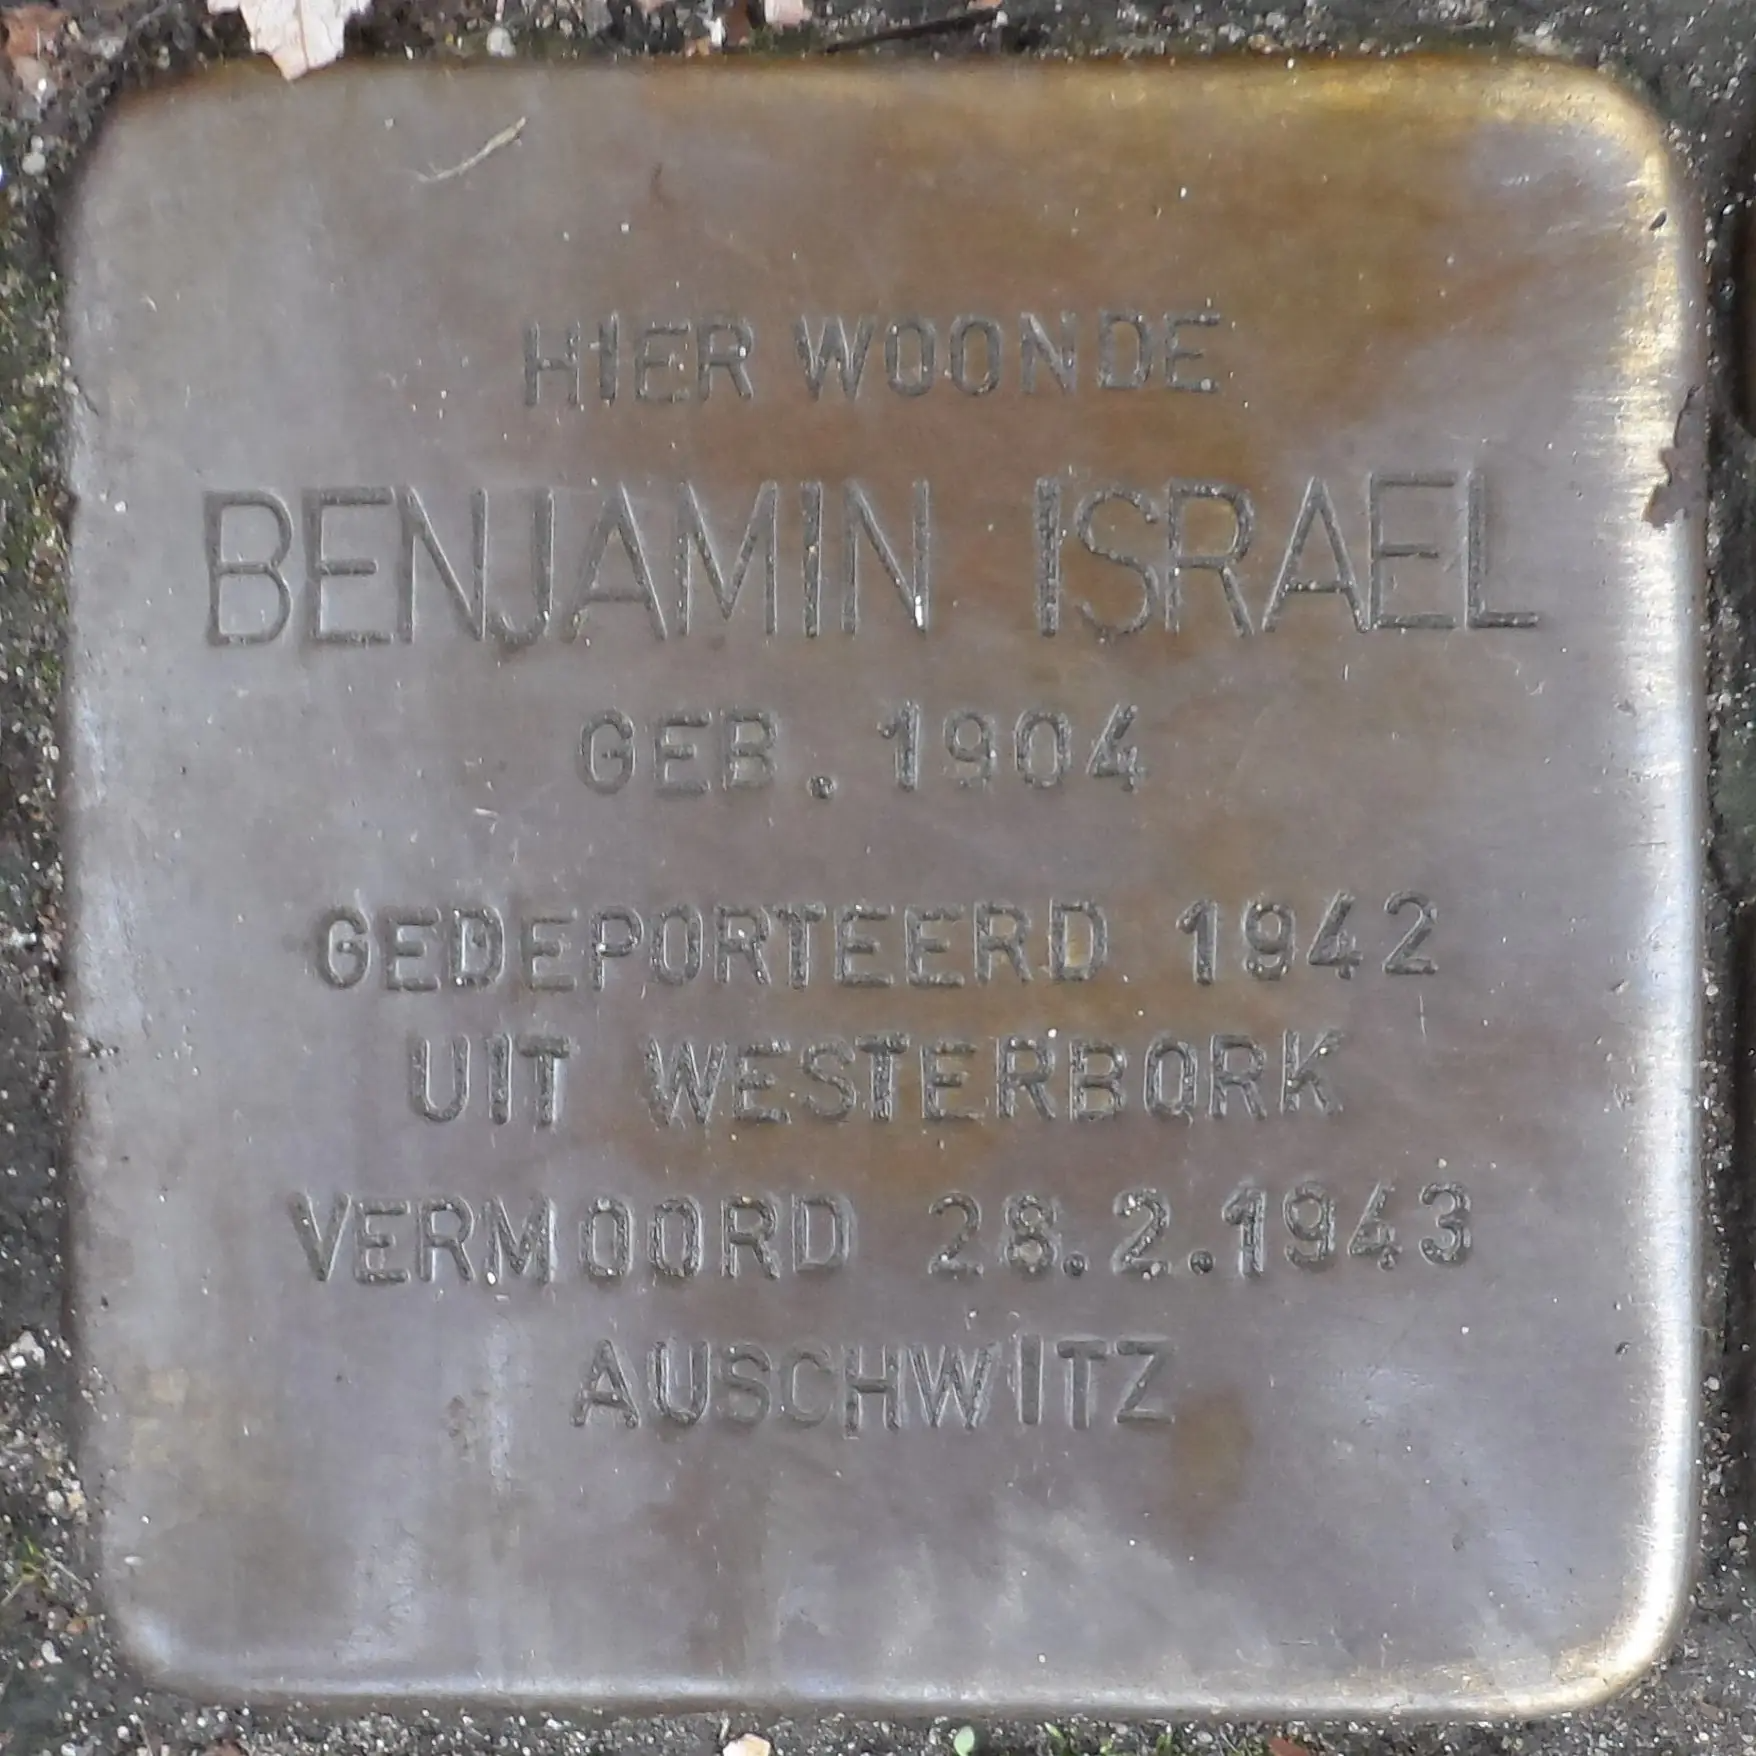 HIER WOONDE
BENJAMIN ISRAEL
GEB. 1904
GEDEPORTEERD 1942
UIT WESTERBORK
VERMOORD 28.2.1943
AUSCHWITZ